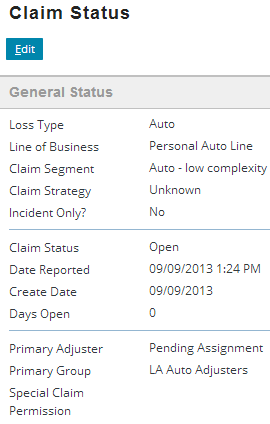 Claim Status
Edit
General Status
Loss Type Auto
Line of Business Personal Auto Line
Claim Segment Auto - low complexity
Claim Strategy Unknown
Incident Only? No
Claim Status Open
Date Reported 09/09/2013 1:24 PM
Create Date 09/09/2013
Days Open 0
Primary Adjuster Pending Assignment
Primary Group LA Auto Adjusters
Special Claim
Permission